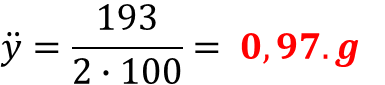 ÿ = 193 / 2 · 100 = 0,97.g